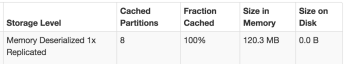 Storage Level Cached Partitions Fraction Cached Size in Memory Size on Disk
Memory Deserialized 1x Replicated 8 100% 120.3 MB 0.0 B